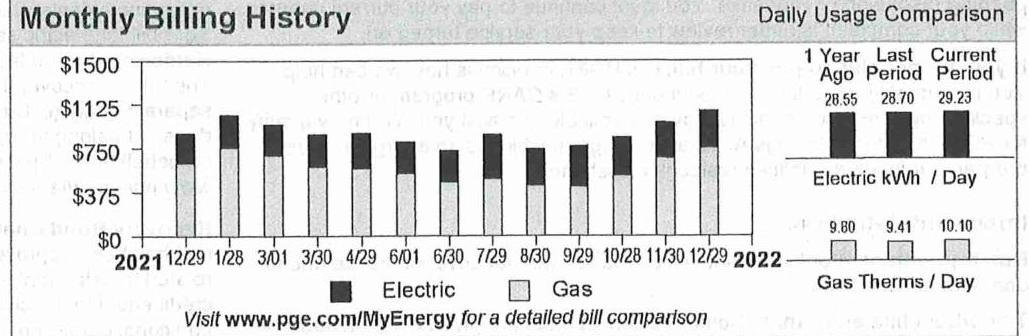 Monthly Billing History
Daily Usage Comparison
$1500
$1125
$750
$375
$0
2021 12/29 1/28 3/01 3/30 4/29 6/01 6/30 7/29 8/30 9/29 10/28 11/30 12/29 2022
Electric Gas
Visit www.pge.com/MyEnergy for a detailed bill comparison
1 Year Ago Last Period Current Period
28.55 28.70 29.23
Electric kWh / Day
9.80 9.41 10.10
Gas Therms / Day